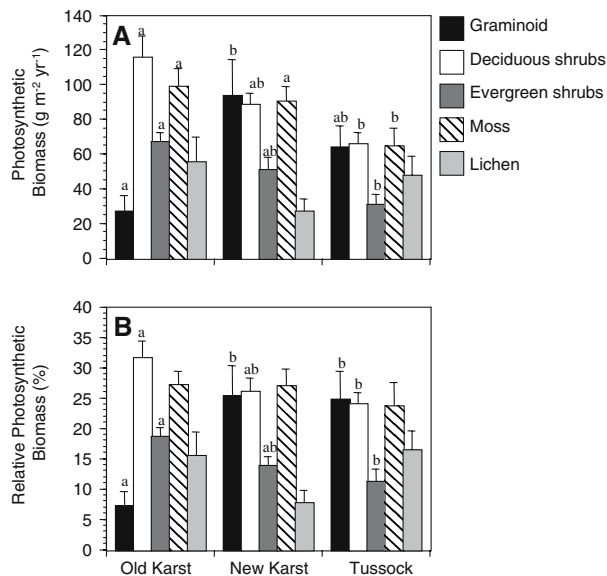 A
Photosynthetic
Biomass (g m⁻² yr⁻¹)
140
120
100
80
60
40
20
0
a
a
a
a
b
ab
ab
a
ab
b
b
b
Graminoid
Deciduous shrubs
Evergreen shrubs
Moss
Lichen
B
Relative Photosynthetic
Biomass (%)
40
35
30
25
20
15
10
5
0
a
a
a
b
ab
ab
b
b
b
Old Karst
New Karst
Tussock